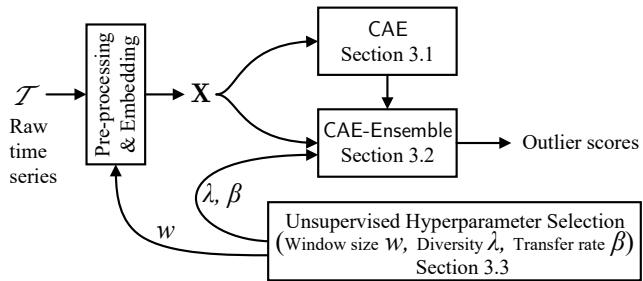 CAE
Section 3.1
𝒯
Raw
time
series
Pre-processing
& Embedding
X
CAE-Ensemble
Section 3.2
Outlier scores
λ, β
w
Unsupervised Hyperparameter Selection
(Window size w, Diversity λ, Transfer rate β)
Section 3.3